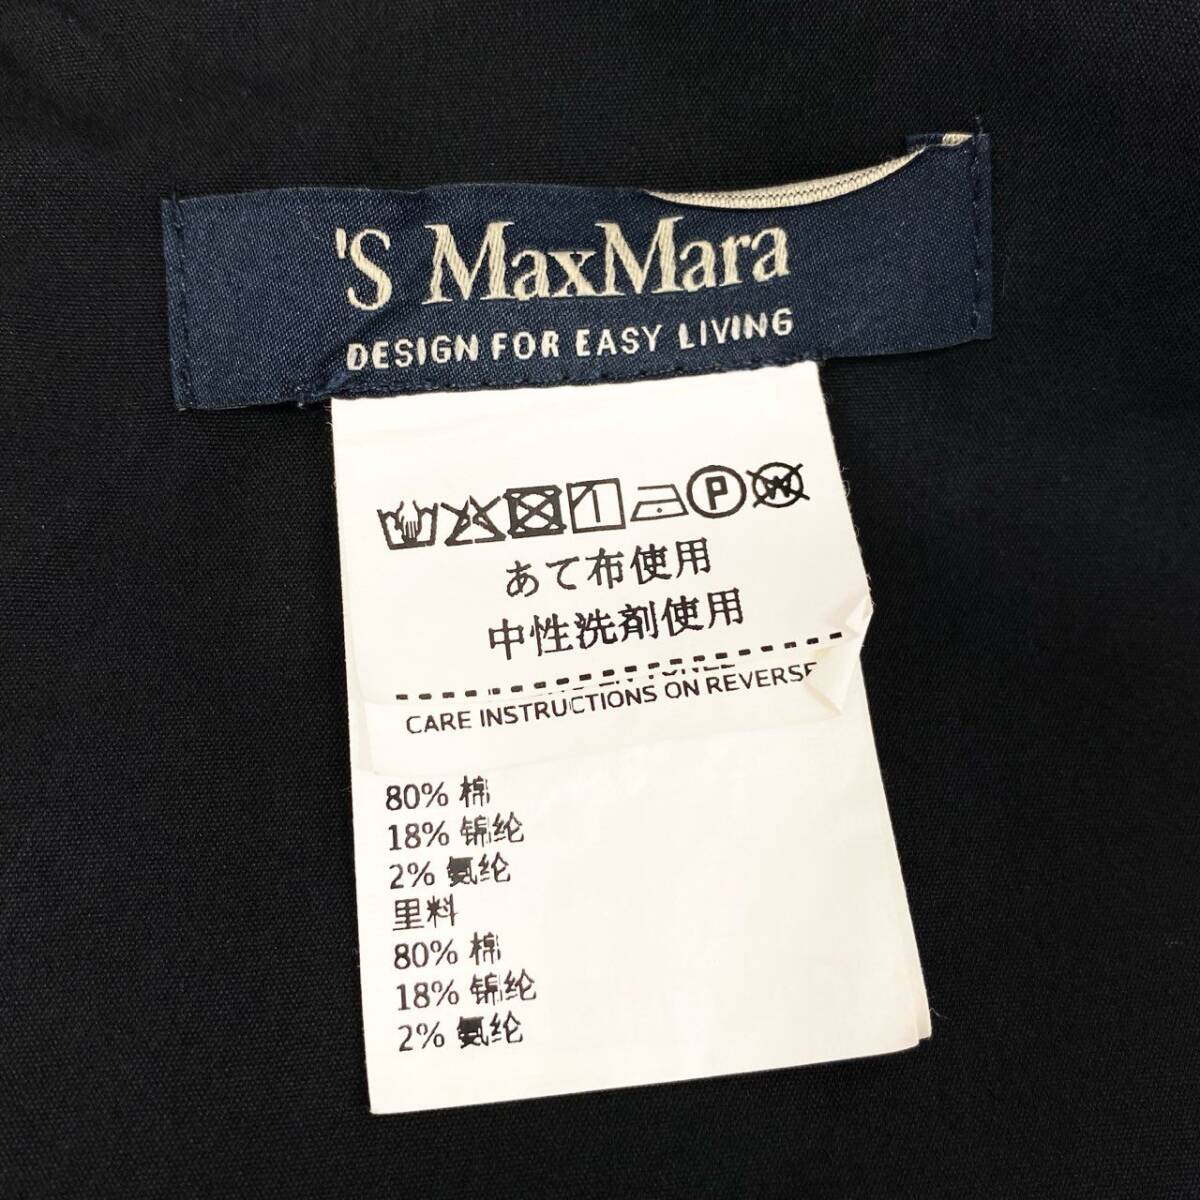 'S MaxMara
DESIGN FOR EASY LIVING
P W
あて布使用
中性洗剤使用
CARE INSTRUCTIONS ON REVERSE
80% 棉
18% 锦纶
2% 氨纶
里料
80% 棉
18% 锦纶
2% 氨纶